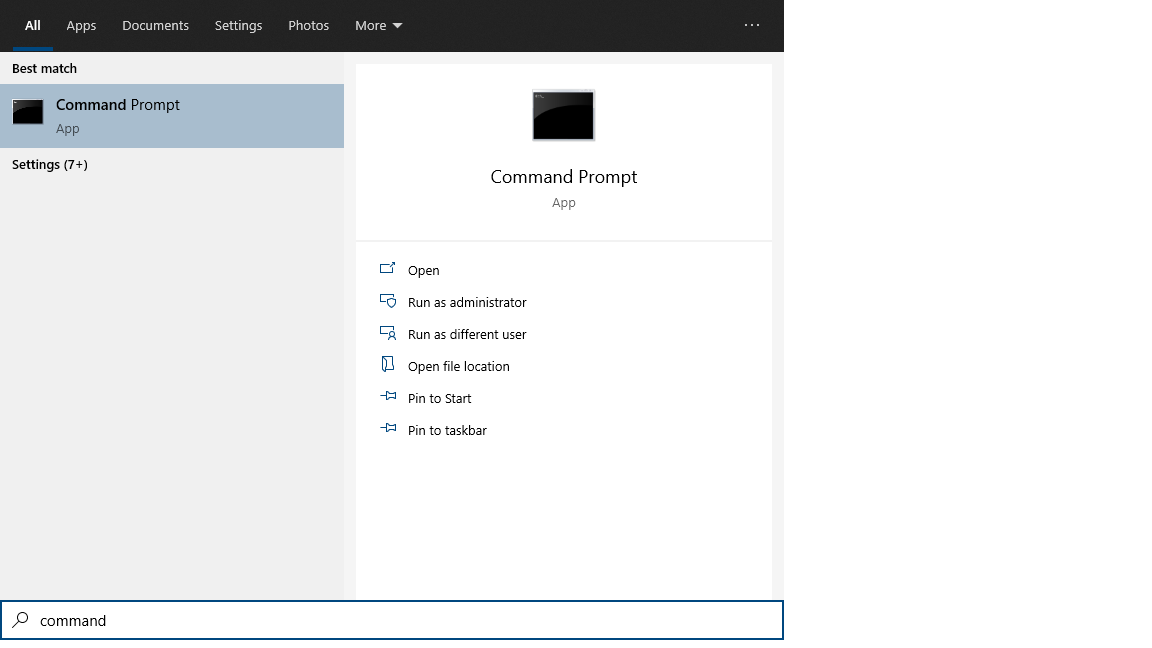 All Apps Documents Settings Photos More ...
Best match
Command Prompt
App
Settings (7+)
Command Prompt
App
Open
Run as administrator
Run as different user
Open file location
Pin to Start
Pin to taskbar
command